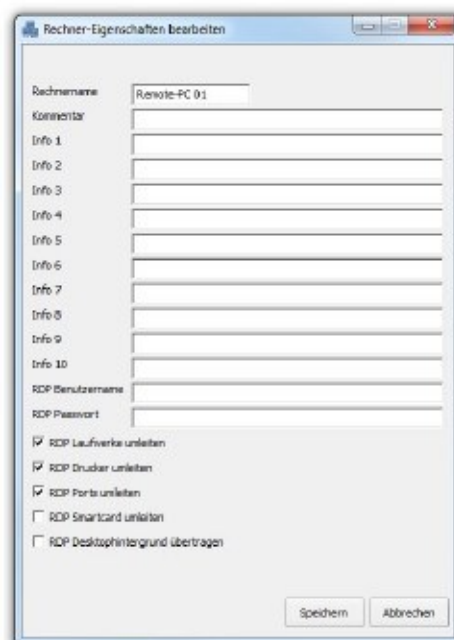 Rechner-Eigenschaften bearbeiten
Rechnername Remote-PC 01
Kommentar
Info 1
Info 2
Info 3
Info 4
Info 5
Info 6
Info 7
Info 8
Info 9
Info 10
RDP Benutzername
RDP Passwort
RDP Laufwerke umleiten
RDP Drucker umleiten
RDP Ports umleiten
RDP Smartcard umleiten
RDP Desktophintergrund übertragen
Speichern Abbrechen